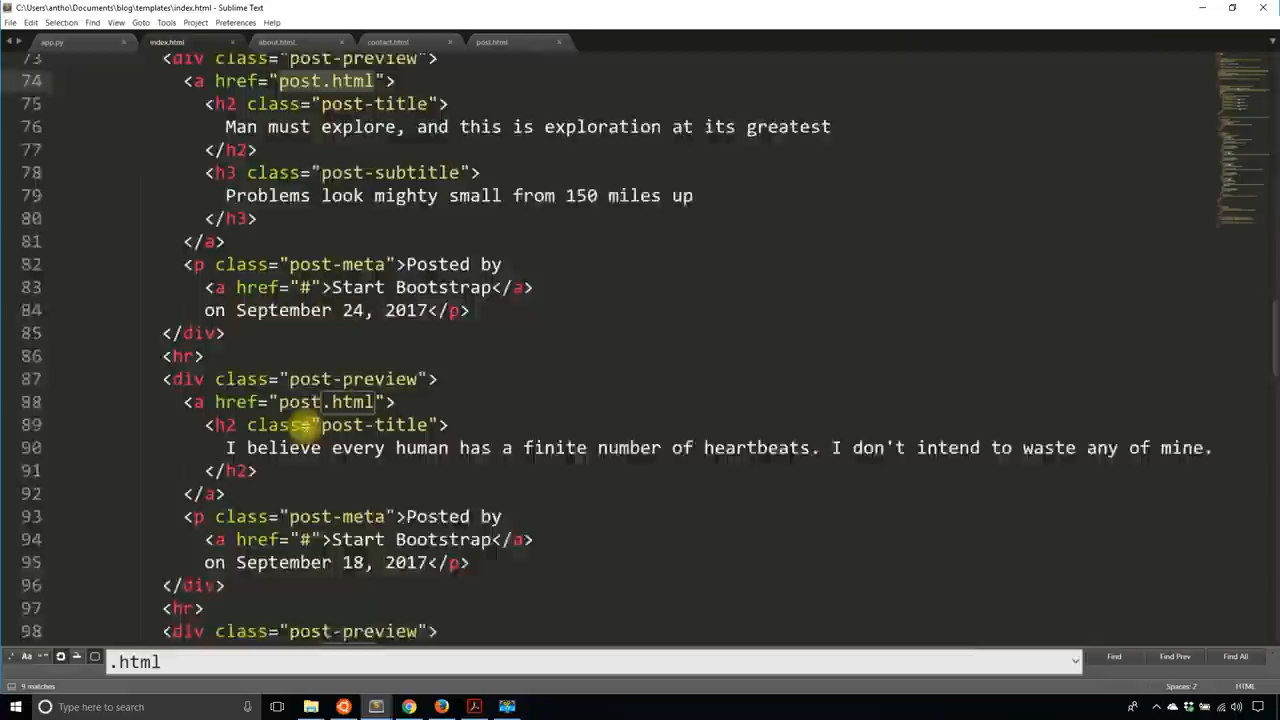 C:\Users\antho\Documents\blog\templates\index.html - Sublime Text
File Edit Selection Find View Goto Tools Project Preferences Help
app.py index.html about.html contact.html post.html
73 <div class="post-preview">
74 <a href="post.html">
75 <h2 class="post-title">
76 Man must explore, and this is exploration at its greatest
77 </h2>
78 <h3 class="post-subtitle">
79 Problems look mighty small from 150 miles up
80 </h3>
81 </a>
82 <p class="post-meta">Posted by
83 <a href="#">Start Bootstrap</a>
84 on September 24, 2017</p>
85 </div>
86 <hr>
87 <div class="post-preview">
88 <a href="post.html">
89 <h2 class="post-title">
90 I believe every human has a finite number of heartbeats. I don't intend to waste any of mine.
91 </h2>
92 </a>
93 <p class="post-meta">Posted by
94 <a href="#">Start Bootstrap</a>
95 on September 18, 2017</p>
96 </div>
97 <hr>
98 <div class="post-preview">
.* Aa "" .html Find Find Prev Find All
9 matches Spaces: 2 HTML
Type here to search